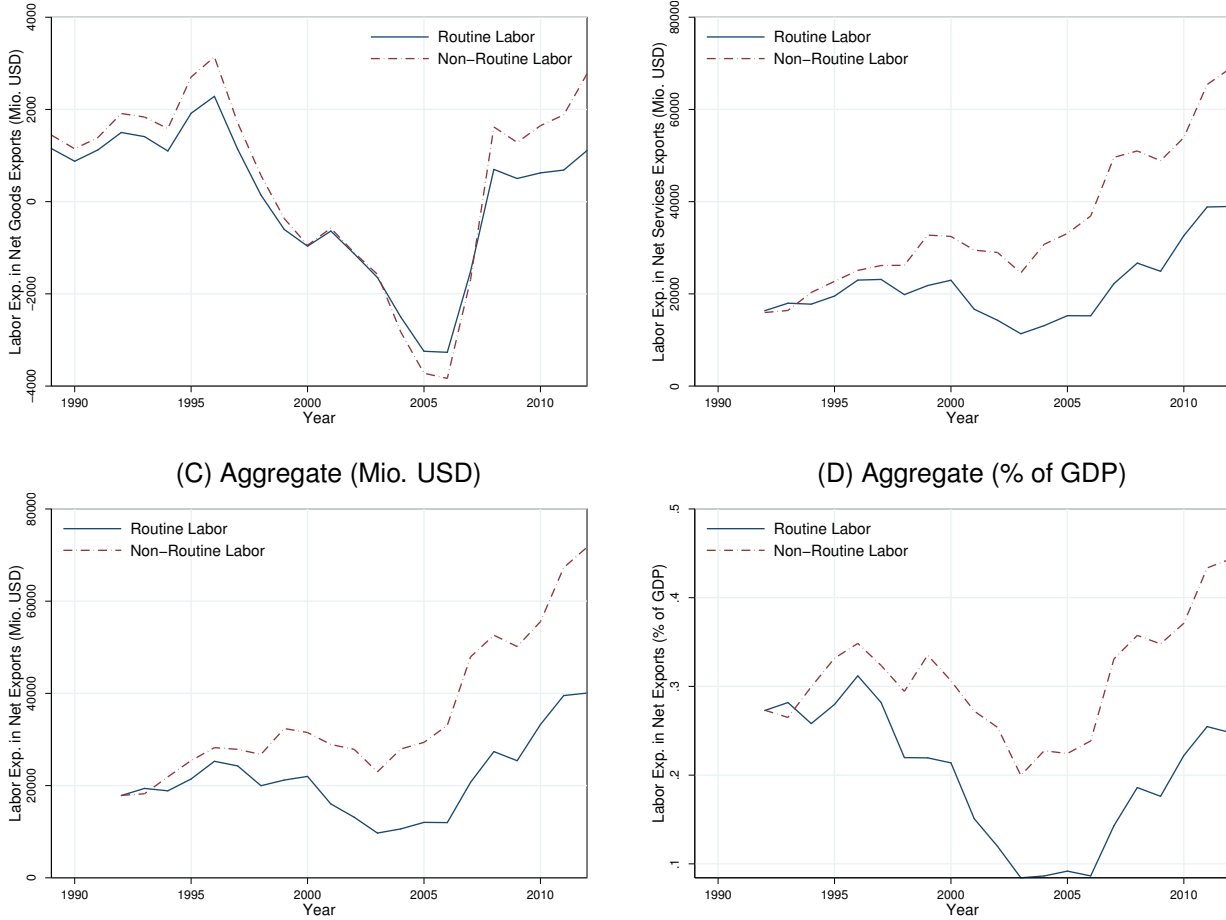 Labor Exp. in Net Goods Exports (Mio. USD)
4000
2000
0
−2000
−4000
Routine Labor
Non−Routine Labor
1990 1995 2000 2005 2010
Year
Labor Exp. in Net Services Exports (Mio. USD)
80000
60000
40000
20000
0
Routine Labor
Non−Routine Labor
1990 1995 2000 2005 2010
Year
(C) Aggregate (Mio. USD)
Labor Exp. in Net Exports (Mio. USD)
80000
60000
40000
20000
0
Routine Labor
Non−Routine Labor
1990 1995 2000 2005 2010
Year
(D) Aggregate (% of GDP)
Labor Exp. in Net Exports (% of GDP)
.5
.4
.3
.2
.1
Routine Labor
Non−Routine Labor
1990 1995 2000 2005 2010
Year